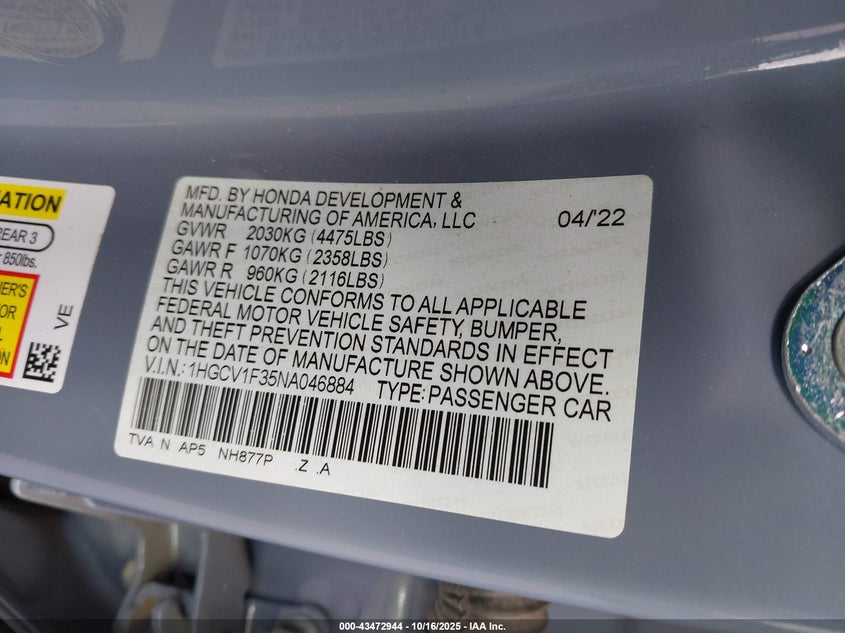 ATION
REAR 3
850lbs.
VE
MFD. BY HONDA DEVELOPMENT &
MANUFACTURING OF AMERICA, LLC 04/'22
GVWR 2030KG (4475LBS)
GAWR F 1070KG (2358LBS)
GAWR R 960KG (2116LBS)
THIS VEHICLE CONFORMS TO ALL APPLICABLE
FEDERAL MOTOR VEHICLE SAFETY, BUMPER,
AND THEFT PREVENTION STANDARDS IN EFFECT
ON THE DATE OF MANUFACTURE SHOWN ABOVE.
V.I.N.: 1HGCV1F35NA046884 TYPE: PASSENGER CAR
TVA N AP5 NH877P .Z .A
000-43472944 - 10/16/2025 - IAA Inc.